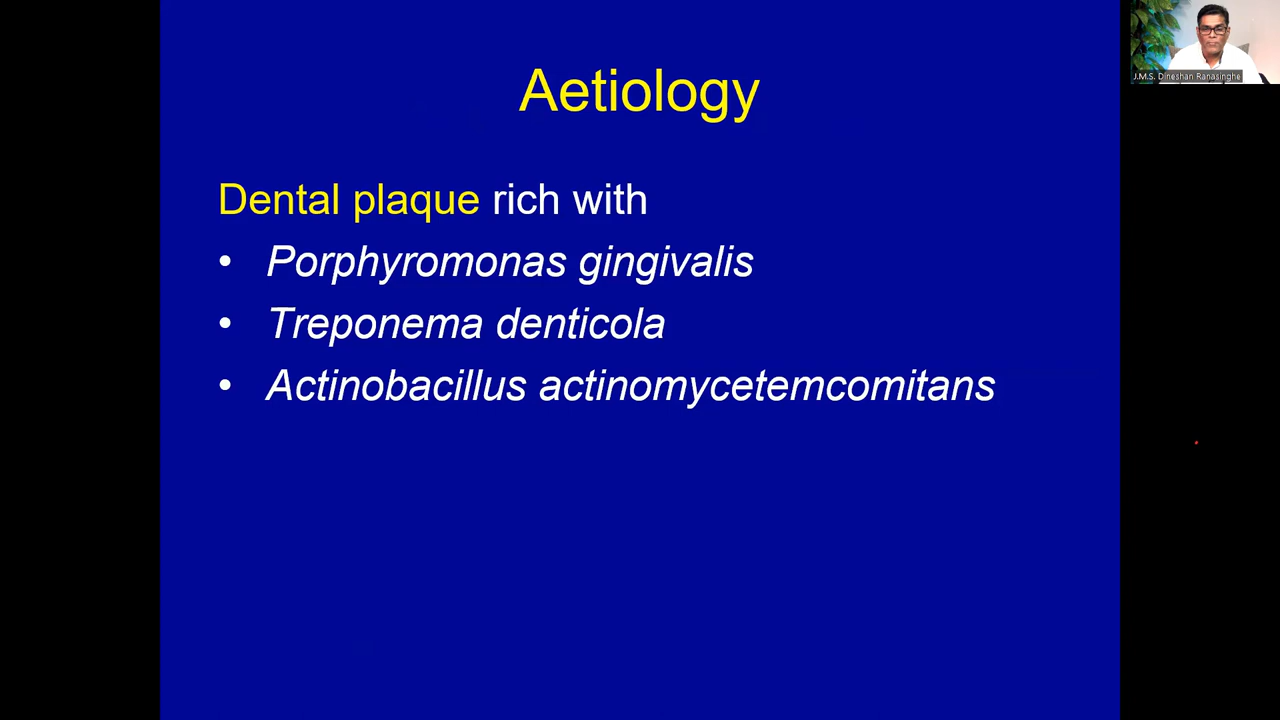 J.M.S. Dineshan Ranasinghe
Aetiology
Dental plaque rich with
• Porphyromonas gingivalis
• Treponema denticola
• Actinobacillus actinomycetemcomitans